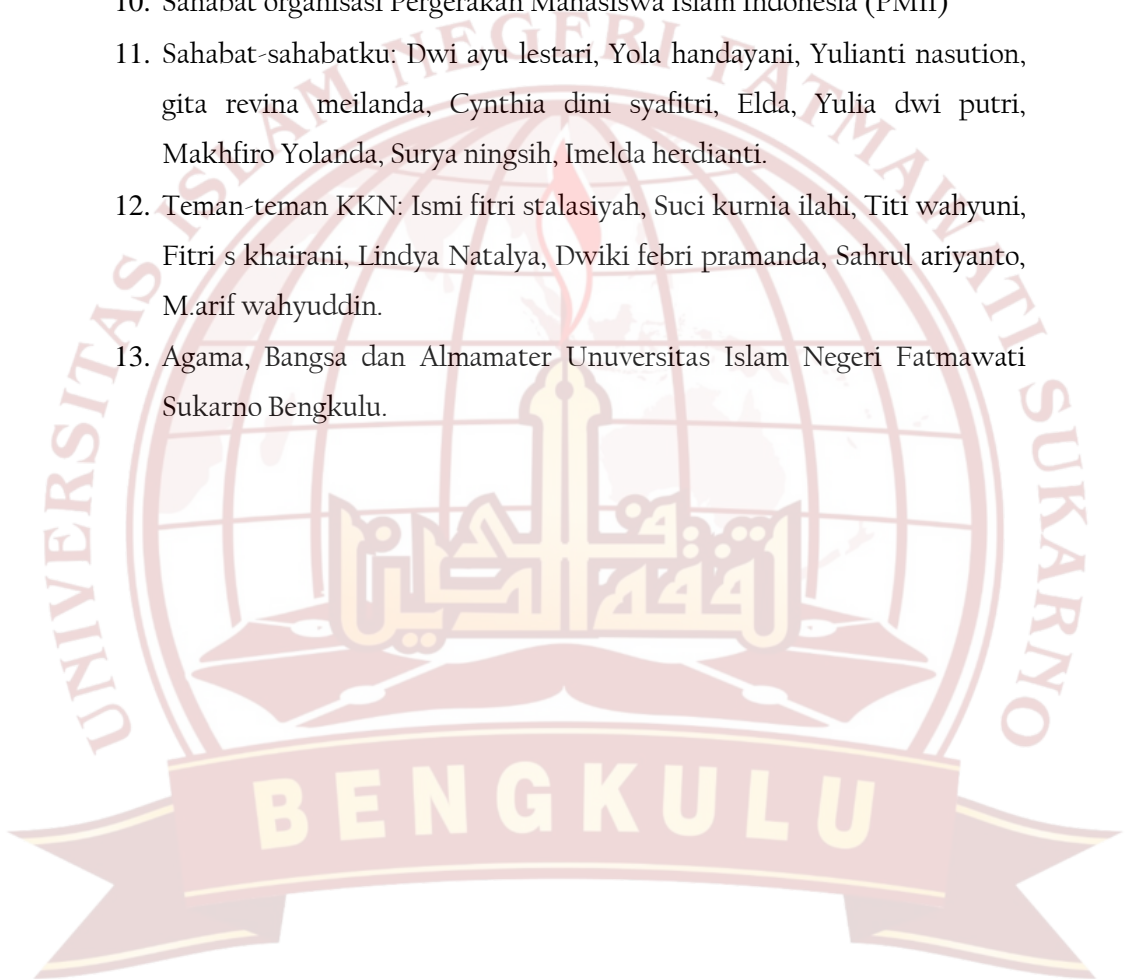 10. Sahabat organisasi Pergerakan Mahasiswa Islam Indonesia (PMII)
11. Sahabat-sahabatku: Dwi ayu lestari, Yola handayani, Yulianti nasution,
gita revina meilanda, Cynthia dini syafitri, Elda, Yulia dwi putri,
Makhfiro Yolanda, Surya ningsih, Imelda herdianti.
12. Teman-teman KKN: Ismi fitri stalasiyah, Suci kurnia ilahi, Titi wahyuni,
Fitri s khairani, Lindya Natalya, Dwiki febri pramanda, Sahrul ariyanto,
M.arif wahyuddin.
13. Agama, Bangsa dan Almamater Unuversitas Islam Negeri Fatmawati
Sukarno Bengkulu.
UNIVERSITAS ISLAM NEGERI FATMAWATI SUKARNO
BENGKULU